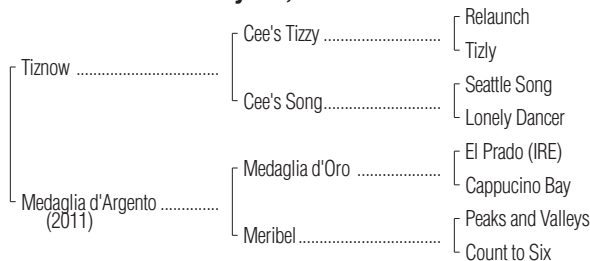 Relaunch
Cee's Tizzy
Tizly
Tiznow
Seattle Song
Cee's Song
Lonely Dancer
El Prado (IRE)
Medaglia d'Oro
Cappucino Bay
Medaglia d'Argento
(2011)
Peaks and Valleys
Meribel
Count to Six